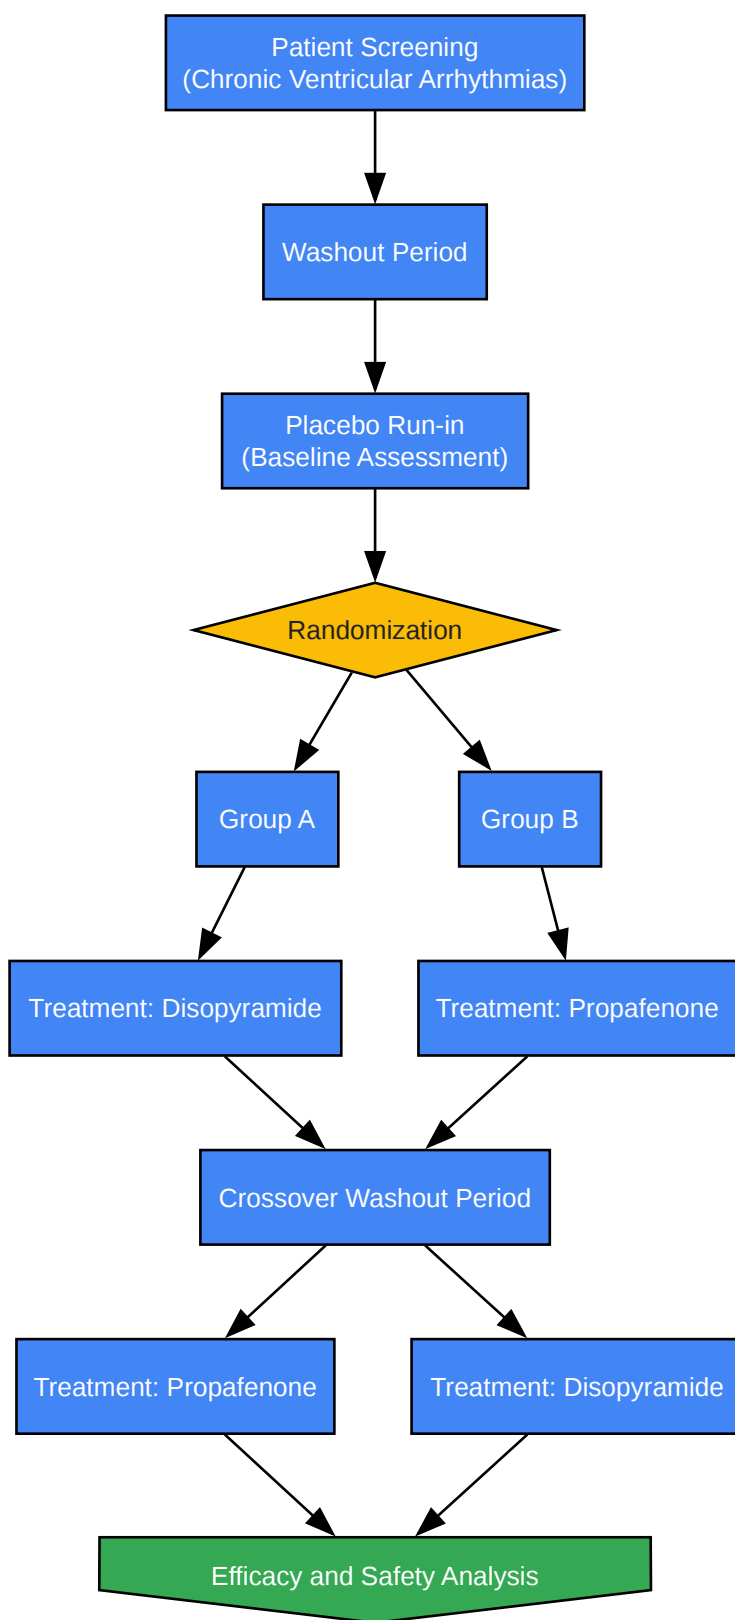 Patient Screening
(Chronic Ventricular Arrhythmias)
Washout Period
Placebo Run-in
(Baseline Assessment)
Randomization
Group A
Group B
Treatment: Disopyramide
Treatment: Propafenone
Crossover Washout Period
Treatment: Propafenone
Treatment: Disopyramide
Efficacy and Safety Analysis